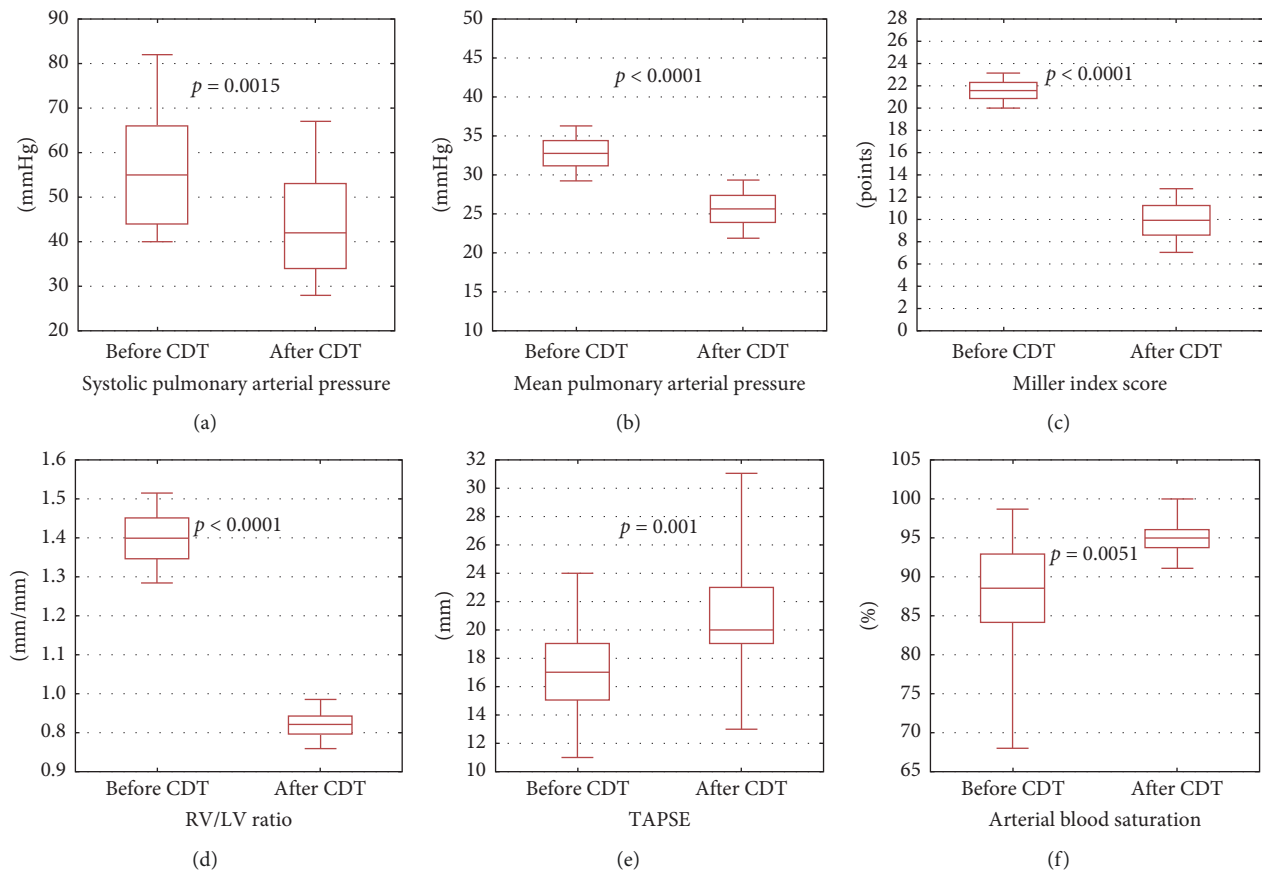 90
80
70
60
50
40
30
20
(mmHg)
p = 0.0015
Before CDT After CDT
Systolic pulmonary arterial pressure
(a)
50
45
40
35
30
25
20
15
10
(mmHg)
p < 0.0001
Before CDT After CDT
Mean pulmonary arterial pressure
(b)
28
26
24
22
20
18
16
14
12
10
8
6
4
2
0
(points)
p < 0.0001
Before CDT After CDT
Miller index score
(c)
1.6
1.5
1.4
1.3
1.2
1.1
1.0
0.8
0.9
(mm/mm)
p < 0.0001
Before CDT After CDT
RV/LV ratio
(d)
32
30
28
26
24
22
20
18
16
14
12
10
(mm)
p = 0.001
Before CDT After CDT
TAPSE
(e)
105
100
95
90
85
80
75
70
65
(%)
p = 0.0051
Before CDT After CDT
Arterial blood saturation
(f)